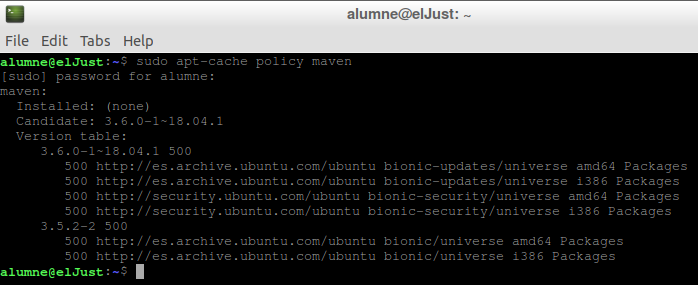 alumne@elJust: ~
File Edit Tabs Help
alumne@elJust:~$ sudo apt-cache policy maven
[sudo] password for alumne:
maven:
  Installed: (none)
  Candidate: 3.6.0-1~18.04.1
  Version table:
     3.6.0-1~18.04.1 500
        500 http://es.archive.ubuntu.com/ubuntu bionic-updates/universe amd64 Packages
        500 http://es.archive.ubuntu.com/ubuntu bionic-updates/universe i386 Packages
        500 http://security.ubuntu.com/ubuntu bionic-security/universe amd64 Packages
        500 http://security.ubuntu.com/ubuntu bionic-security/universe i386 Packages
     3.5.2-2 500
        500 http://es.archive.ubuntu.com/ubuntu bionic/universe amd64 Packages
        500 http://es.archive.ubuntu.com/ubuntu bionic/universe i386 Packages
alumne@elJust:~$